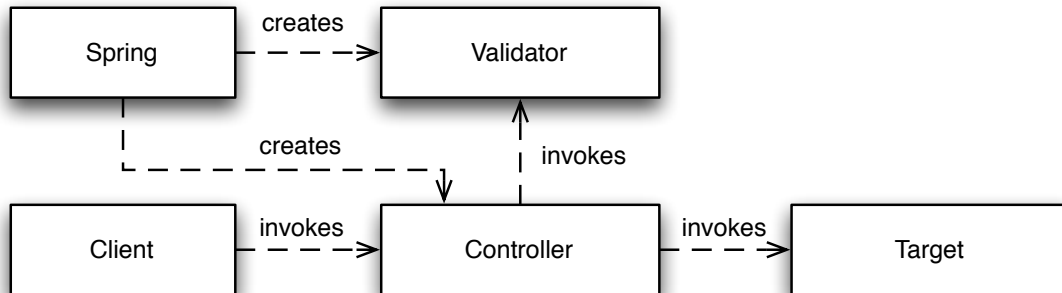 creates
Spring
Validator
creates
invokes
Client
invokes
Controller
invokes
Target